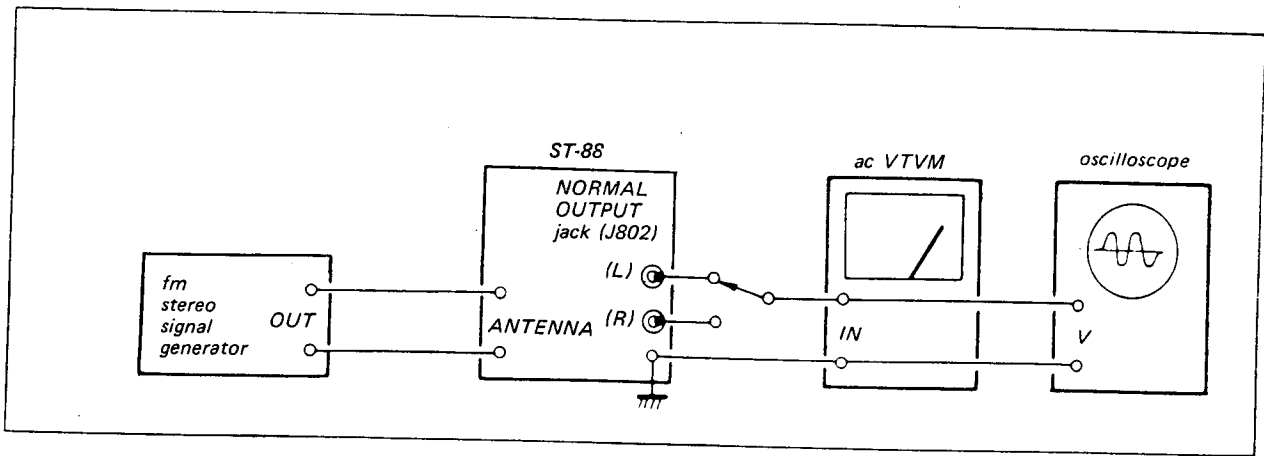 ST-88
NORMAL
OUTPUT
jack (J802)
(L)
(R)
ANTENNA
fm
stereo
signal
generator
OUT
ac VTVM
IN
oscilloscope
V